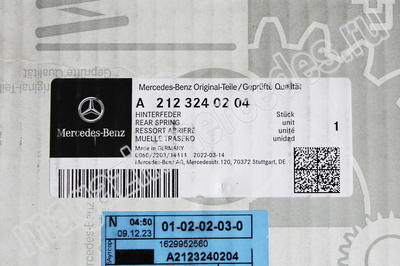 Mercedes-Benz Original-Teile/Geprüfte Qualität
A 212 324 02 04
HINTERFEDER Stück
REAR SPRING unit
RESSORT ARRIERE unité
MUELLE TRASERO unidad
1
Made in GERMANY
2022-03-14
Mercedes-Benz AG, Mercedesstr. 120, 70372 Stuttgart, DE
Mercedes-Benz
N 04:50
09.12.23
01-02-02-03-0
1629952560
A2123240204